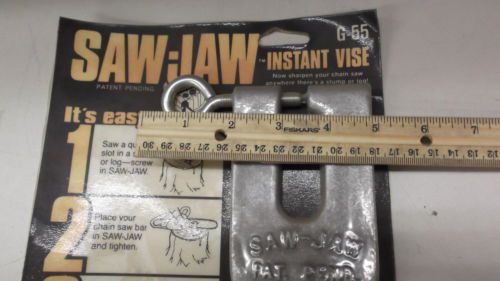 G-55
SAW-JAW™ INSTANT VISE
PATENT PENDING
Now sharpen your chain saw
anywhere there's a stump or log!
It's easy
1 2 FISKARS 3 4 5 6 7
30 29 28 27 26 25 24 23 22 21 20 19 18 17 16 15 14 13 12
1
Saw a
slot in a
or log—screw
in SAW-JAW.
2
Place your
chain saw bar
in SAW-JAW
and tighten.
SAW-JAW
PAT. PEND.